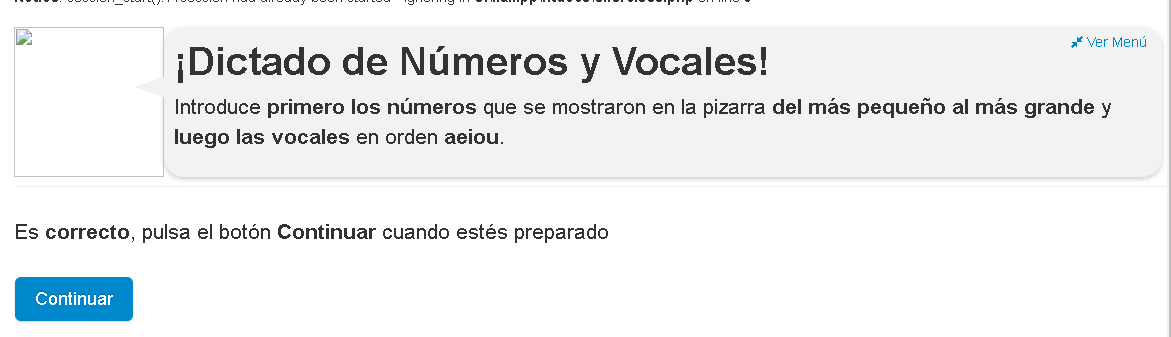 Ver Menú
¡Dictado de Números y Vocales!
Introduce primero los números que se mostraron en la pizarra del más pequeño al más grande y
luego las vocales en orden aeiou.
Es correcto, pulsa el botón Continuar cuando estés preparado
Continuar